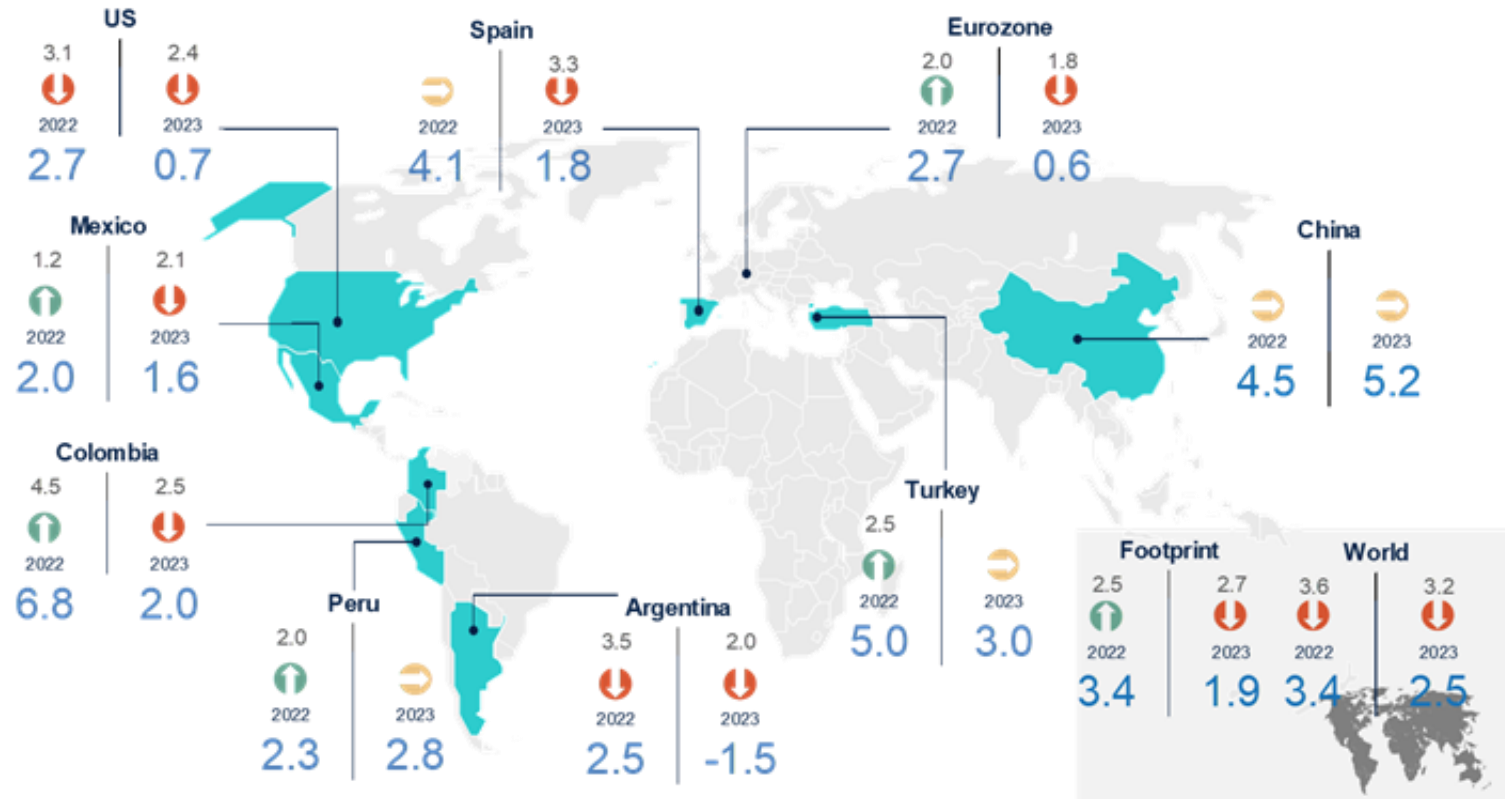 US
3.1 2.4
2022 2023
2.7 0.7
Spain
3.3
2022 2023
4.1 1.8
Eurozone
2.0 1.8
2022 2023
2.7 0.6
Mexico
1.2 2.1
2022 2023
2.0 1.6
China
2022 2023
4.5 5.2
Colombia
4.5 2.5
2022 2023
6.8 2.0
Turkey
2.5
2022 2023
5.0 3.0
Peru
2.0
2022 2023
2.3 2.8
Argentina
3.5 2.0
2022 2023
2.5 -1.5
Footprint
2.5 2.7
2022 2023
3.4 1.9
World
3.6 3.2
2022 2023
3.4 2.5